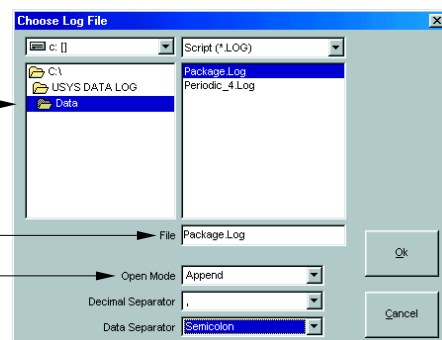 Choose Log File
c: []
Script (*.LOG)
C:\
USYS DATA LOG
Data
Package.Log
Periodic_4.Log
File Package.Log
Open Mode Append
Decimal Separator ,
Data Separator Semicolon
Ok
Cancel